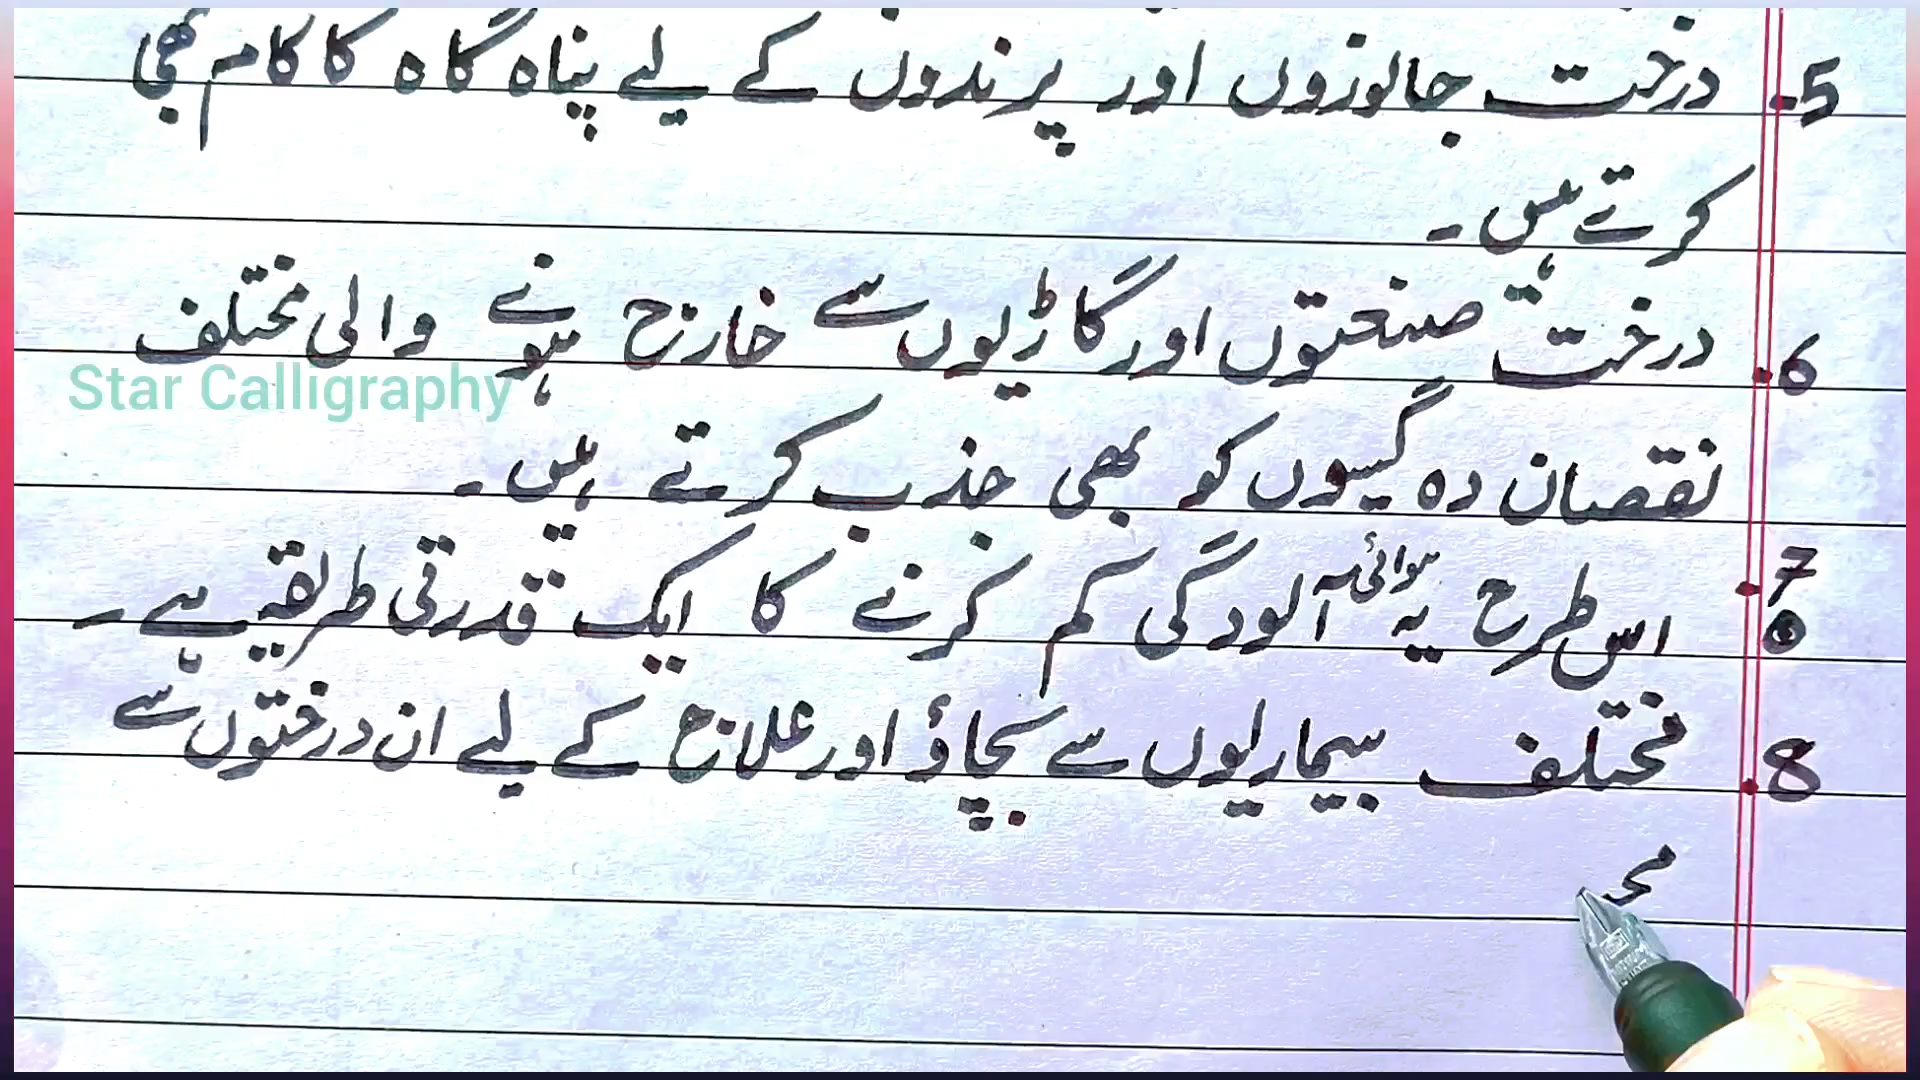 5- درخت جانوروں اور پرندوں کے لیے پناہ گاہ کا کام بھی
کرتے ہیں۔
6. درخت صنعتوں اور گاڑیوں سے خارج ہونے والی مختلف
Star Calligraphy
نقصان دہ گیسوں کو بھی جذب کرتے ہیں۔
7. اس طرح یہ ہوائی آلودگی کم کرنے کا ایک قدرتی طریقہ ہے۔
8. مختلف بیماریوں سے بچاؤ اور علاج کے لیے ان درختوں سے